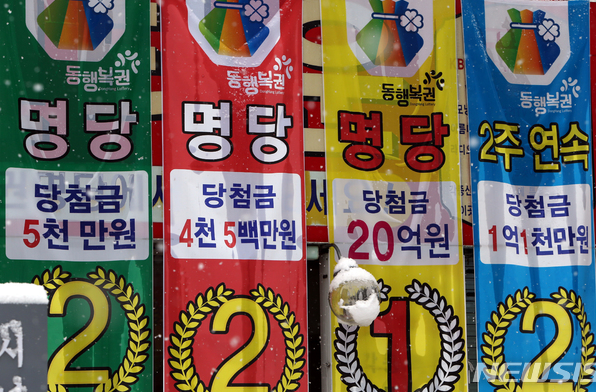 동행복권
명당
당첨금
5천 만원
2
동행복권
명당
당첨금
4천 5백만원
2
동행복권
명당
당첨금
20억원
1
동행복권
2주 연속
당첨금
1억1천만원
2
NEWSIS